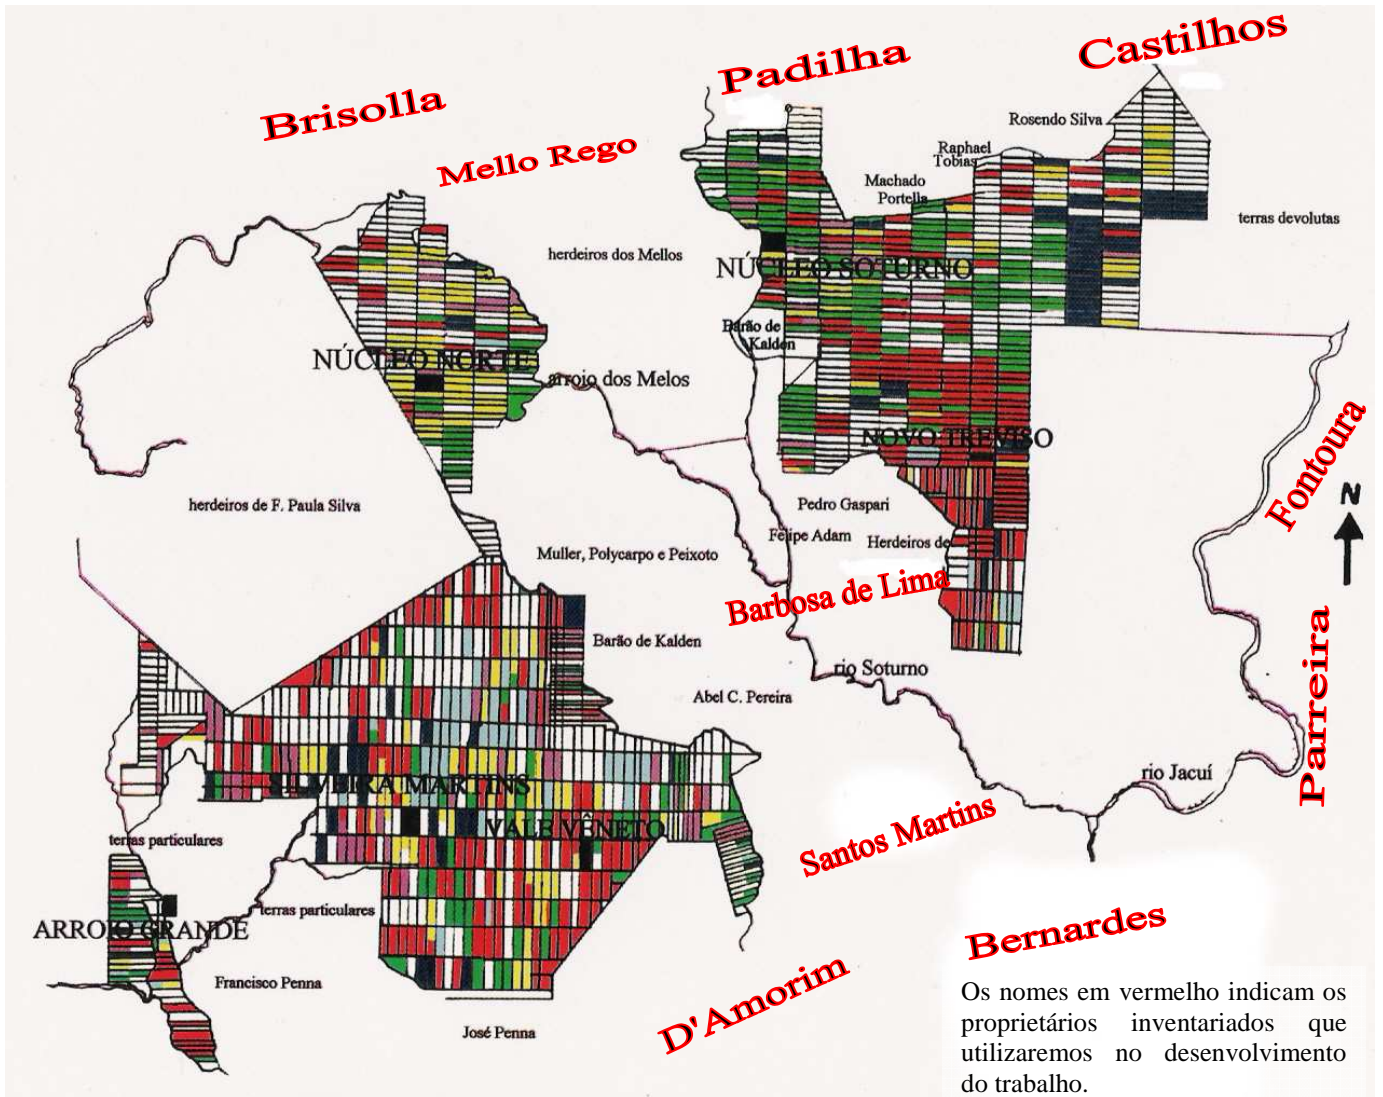 Castilhos
Padilha
Brisolla
Mello Rego
Rosendo Silva
Raphael
Tobias
Machado
Portella
terras devolutas
herdeiros dos Mellos
NÚCLEO SOTURNO
Barão de
Kalden
NÚCLEO NORTE
arroio dos Melos
NOVO TREVISO
Fontoura
N
herdeiros de F. Paula Silva
Pedro Gaspari
Felipe Adam
Herdeiros de
Muller, Polycarpo e Peixoto
Barbosa de Lima
Barão de Kalden
Parreira
rio Soturno
Abel C. Pereira
rio Jacuí
SILVEIRA MARTINS
VALE VÊNETO
terras particulares
Santos Martins
terras particulares
ARROIO GRANDE
Bernardes
Francisco Penna
D'Amorim
José Penna
Os nomes em vermelho indicam os
proprietários inventariados que
utilizaremos no desenvolvimento
do trabalho.